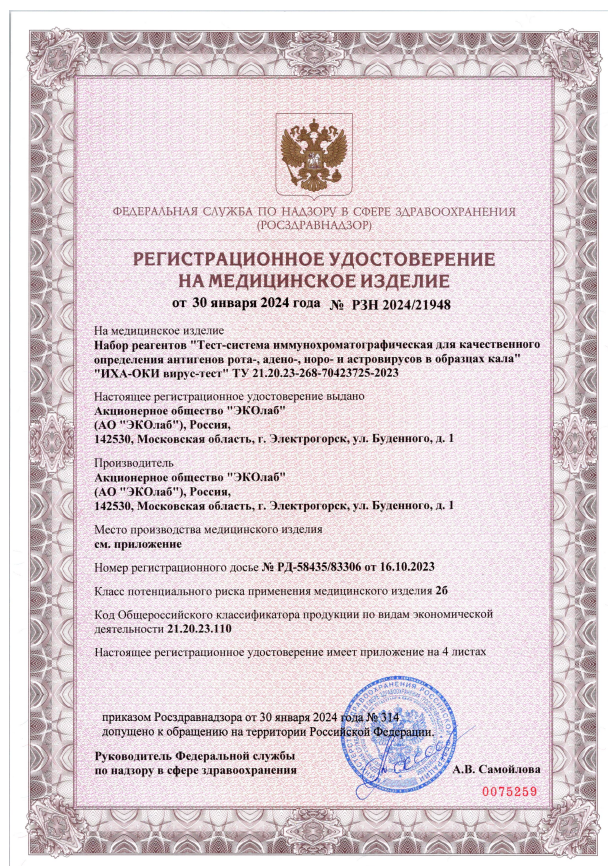 ФЕДЕРАЛЬНАЯ СЛУЖБА ПО НАДЗОРУ В СФЕРЕ ЗДРАВООХРАНЕНИЯ
(РОСЗДРАВНАДЗОР)
РЕГИСТРАЦИОННОЕ УДОСТОВЕРЕНИЕ
НА МЕДИЦИНСКОЕ ИЗДЕЛИЕ
от 30 января 2024 года № РЗН 2024/21948
На медицинское изделие
Набор реагентов "Тест-система иммунохроматографическая для качественного
определения антигенов рота-, адено-, норо- и астровирусов в образцах кала"
"ИХА-ОКИ вирус-тест" ТУ 21.20.23-268-70423725-2023
Настоящее регистрационное удостоверение выдано
Акционерное общество "ЭКОлаб"
(АО "ЭКОлаб"), Россия,
142530, Московская область, г. Электрогорск, ул. Буденного, д. 1
Производитель
Акционерное общество "ЭКОлаб"
(АО "ЭКОлаб"), Россия,
142530, Московская область, г. Электрогорск, ул. Буденного, д. 1
Место производства медицинского изделия
см. приложение
Номер регистрационного досье № РД-58435/83306 от 16.10.2023
Класс потенциального риска применения медицинского изделия 2б
Код Общероссийского классификатора продукции по видам экономической
деятельности 21.20.23.110
Настоящее регистрационное удостоверение имеет приложение на 4 листах
приказом Росздравнадзора от 30 января 2024 года № 314
допущено к обращению на территории Российской Федерации.
Руководитель Федеральной службы
по надзору в сфере здравоохранения
А.В. Самойлова
0075259